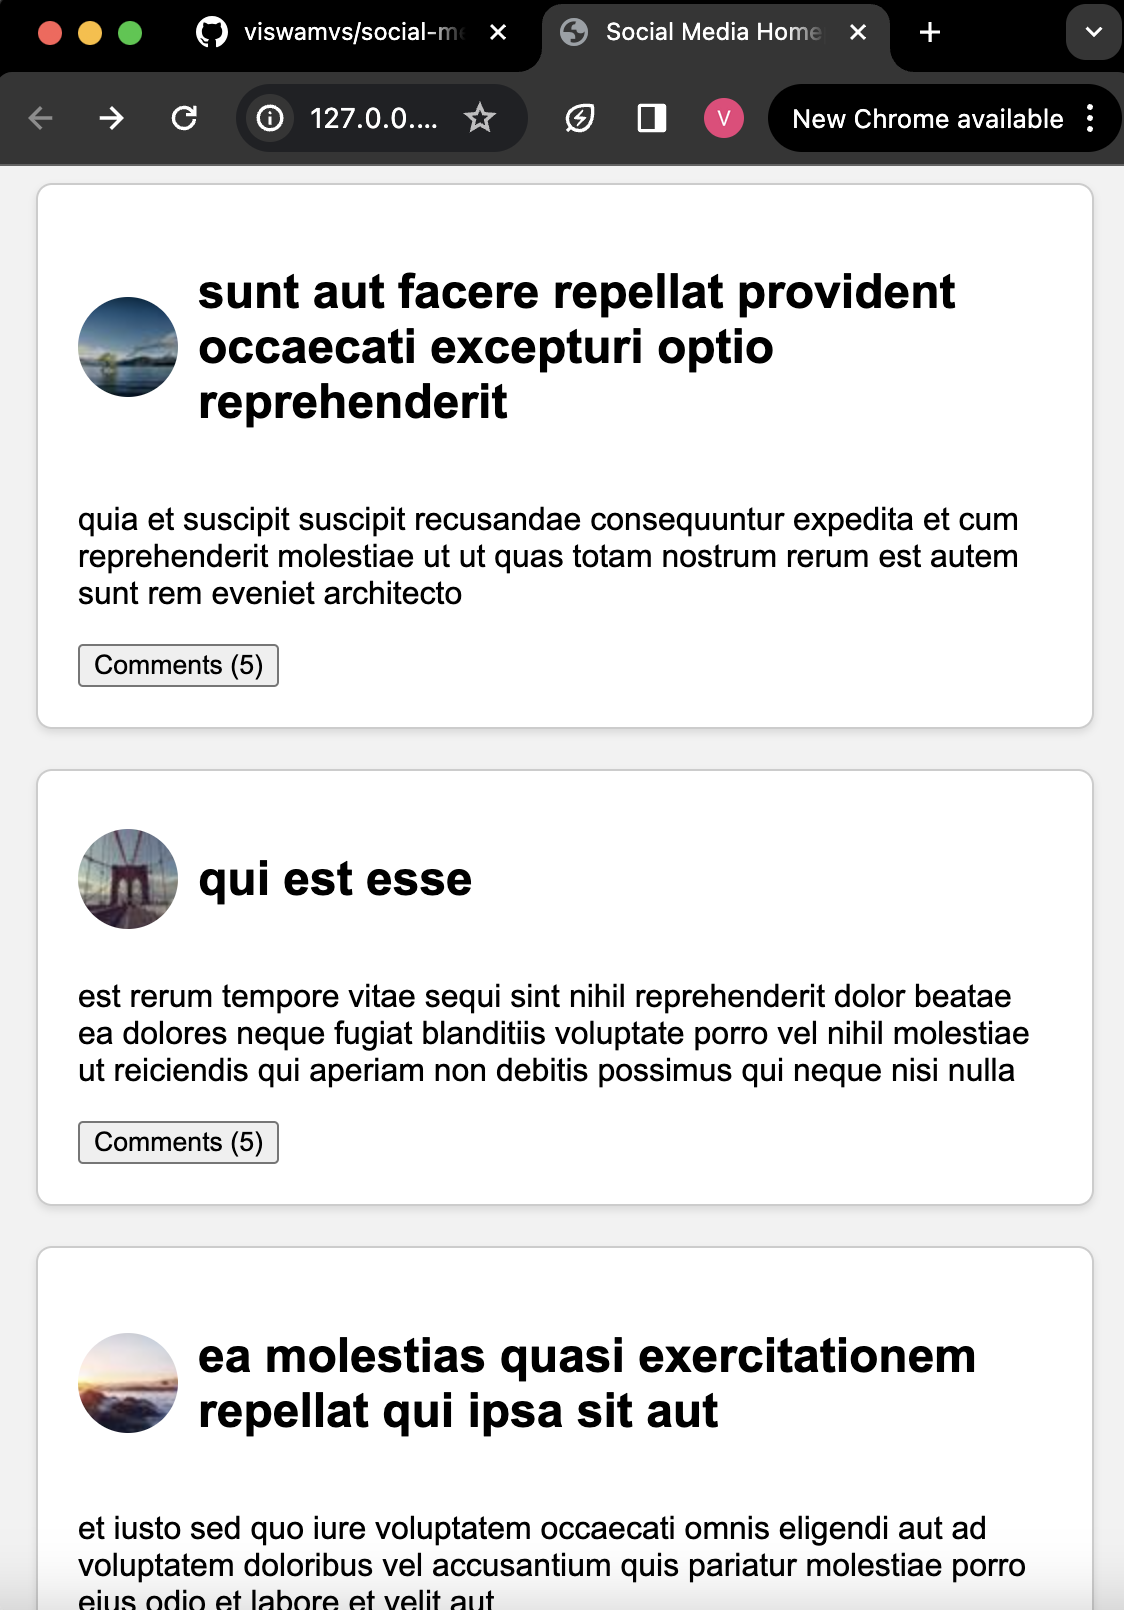 viswamvs/social-me
Social Media Home
127.0.0....
V
New Chrome available
sunt aut facere repellat provident
occaecati excepturi optio
reprehenderit
quia et suscipit suscipit recusandae consequuntur expedita et cum
reprehenderit molestiae ut ut quas totam nostrum rerum est autem
sunt rem eveniet architecto
Comments (5)
qui est esse
est rerum tempore vitae sequi sint nihil reprehenderit dolor beatae
ea dolores neque fugiat blanditiis voluptate porro vel nihil molestiae
ut reiciendis qui aperiam non debitis possimus qui neque nisi nulla
Comments (5)
ea molestias quasi exercitationem
repellat qui ipsa sit aut
et iusto sed quo iure voluptatem occaecati omnis eligendi aut ad
voluptatem doloribus vel accusantium quis pariatur molestiae porro
eius odio et labore et velit aut